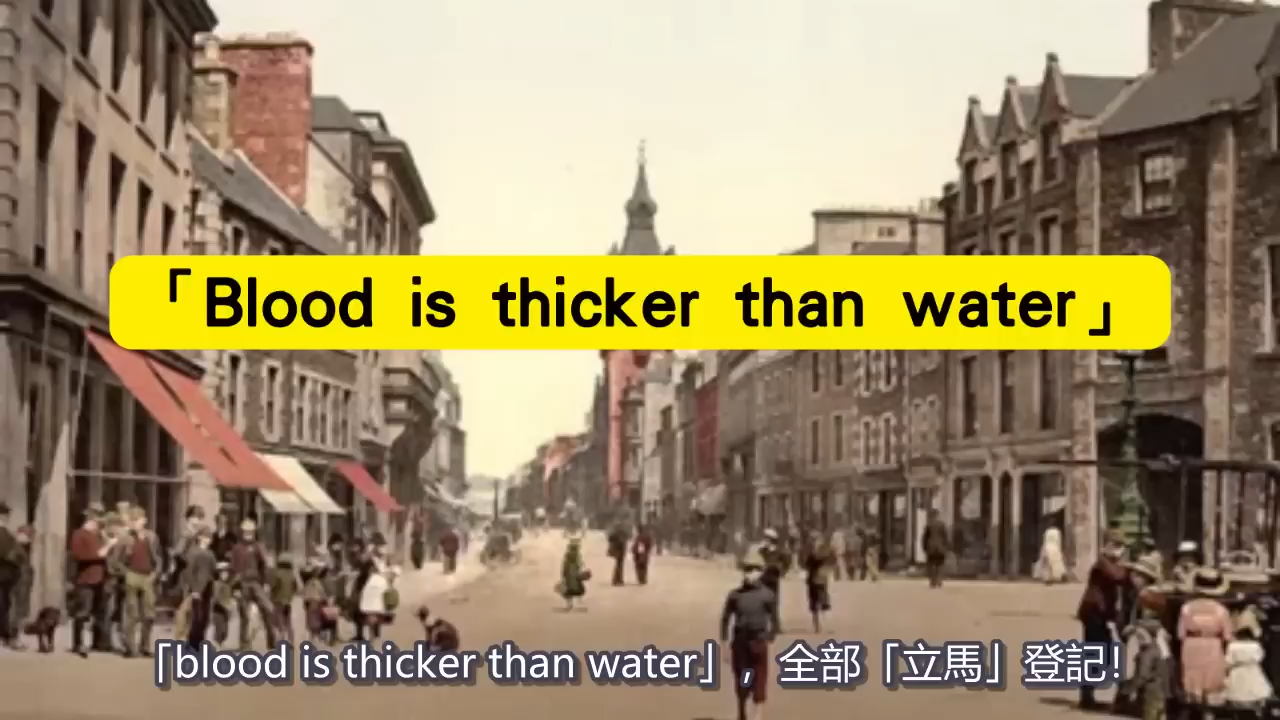 「Blood is thicker than water」
「blood is thicker than water」, 全部「立馬」登記!